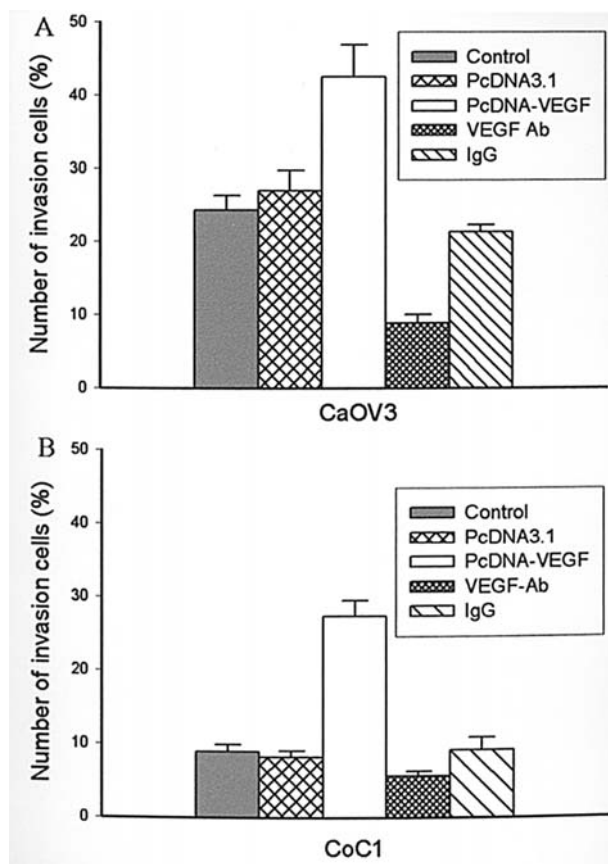 A
Number of invasion cells (%)
50
40
30
20
10
0
Control
PcDNA3.1
PcDNA-VEGF
VEGF Ab
IgG
CaOV3
B
Number of invasion cells (%)
50
40
30
20
10
0
Control
PcDNA3.1
PcDNA-VEGF
VEGF-Ab
IgG
CoC1